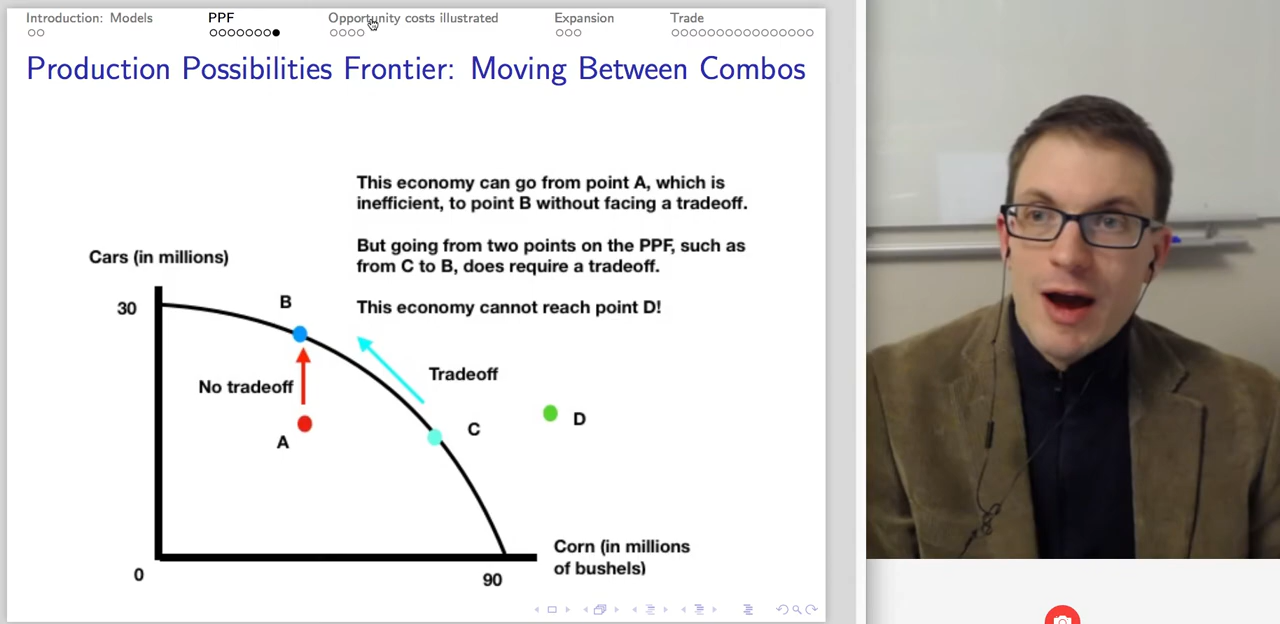 Introduction: Models
PPF
Opportunity costs illustrated
Expansion
Trade
Production Possibilities Frontier: Moving Between Combos
This economy can go from point A, which is
inefficient, to point B without facing a tradeoff.
But going from two points on the PPF, such as
from C to B, does require a tradeoff.
This economy cannot reach point D!
Cars (in millions)
30
B
Tradeoff
No tradeoff
C
D
A
Corn (in millions
of bushels)
0
90